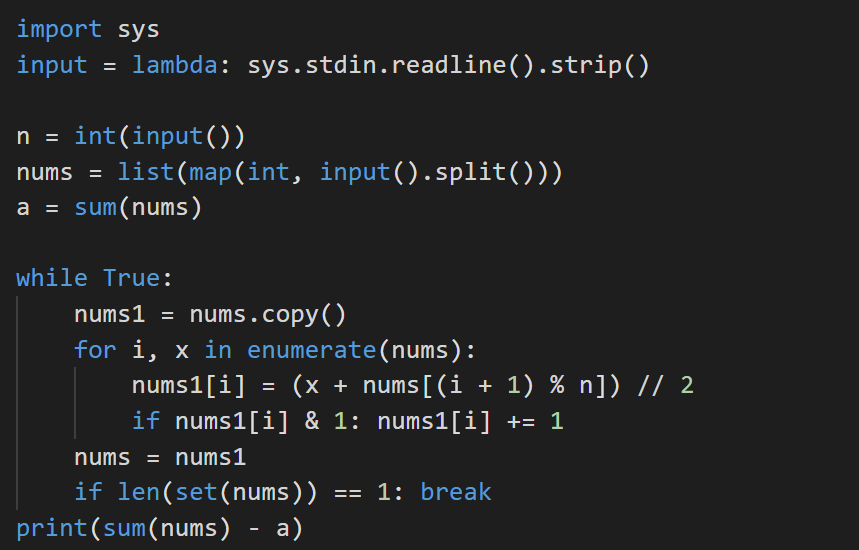 import sys
input = lambda: sys.stdin.readline().strip()

n = int(input())
nums = list(map(int, input().split()))
a = sum(nums)

while True:
    nums1 = nums.copy()
    for i, x in enumerate(nums):
        nums1[i] = (x + nums[(i + 1) % n]) // 2
        if nums1[i] & 1: nums1[i] += 1
    nums = nums1
    if len(set(nums)) == 1: break
print(sum(nums) - a)